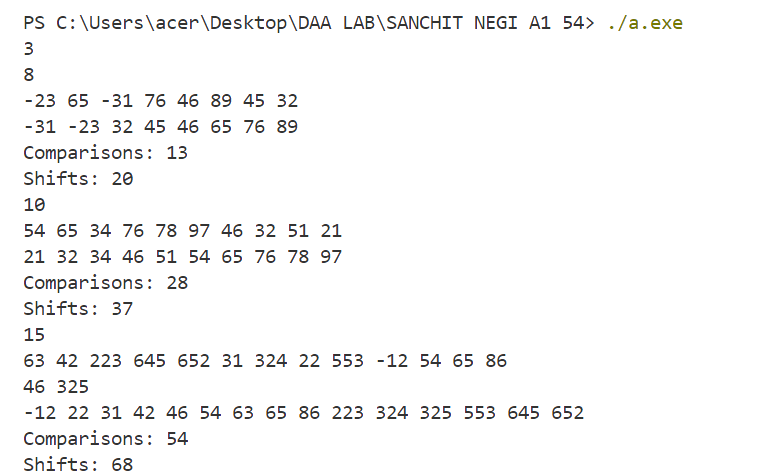 PS C:\Users\acer\Desktop\DAA LAB\SANCHIT NEGI A1 54> ./a.exe
3
8
-23 65 -31 76 46 89 45 32
-31 -23 32 45 46 65 76 89
Comparisons: 13
Shifts: 20
10
54 65 34 76 78 97 46 32 51 21
21 32 34 46 51 54 65 76 78 97
Comparisons: 28
Shifts: 37
15
63 42 223 645 652 31 324 22 553 -12 54 65 86
46 325
-12 22 31 42 46 54 63 65 86 223 324 325 553 645 652
Comparisons: 54
Shifts: 68